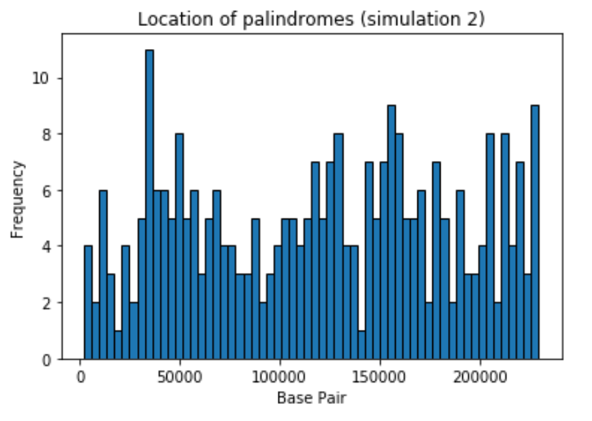 Location of palindromes (simulation 2)
10
8
6
4
2
0
Frequency
0 50000 100000 150000 200000
Base Pair